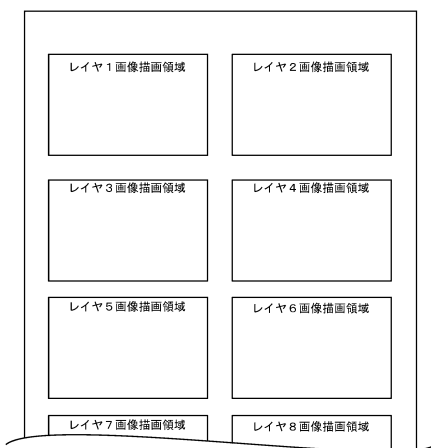 レイヤ１画像描画領域
レイヤ２画像描画領域
レイヤ３画像描画領域
レイヤ４画像描画領域
レイヤ５画像描画領域
レイヤ６画像描画領域
レイヤ７画像描画領域
レイヤ８画像描画領域